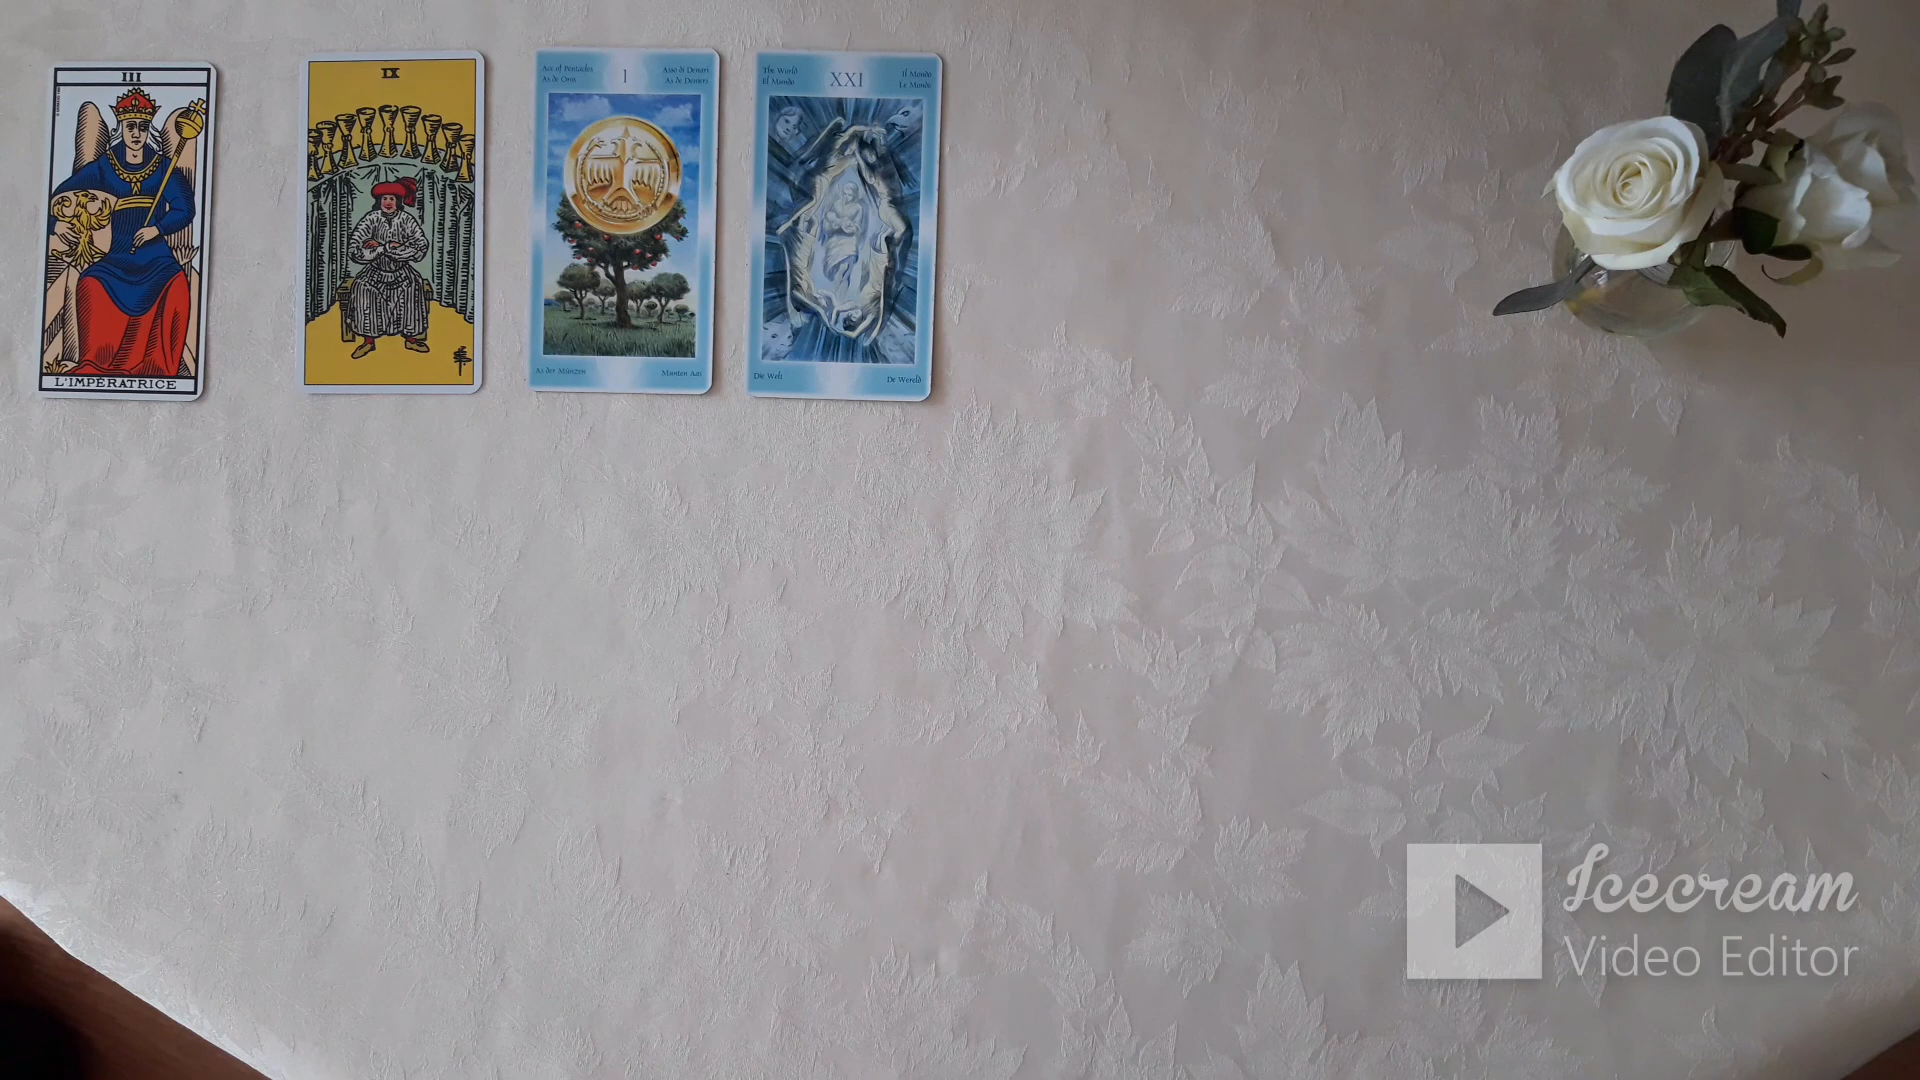 III
L'IMPÉRATRICE
IX
Ace of Pentacles
As de Oros
I
Asso di Denari
As de Deniers
As der Münzen
Munten Aas
The World
El Mundo
XXI
Il Mondo
Le Monde
Die Welt
De Wereld
Icecream
Video Editor